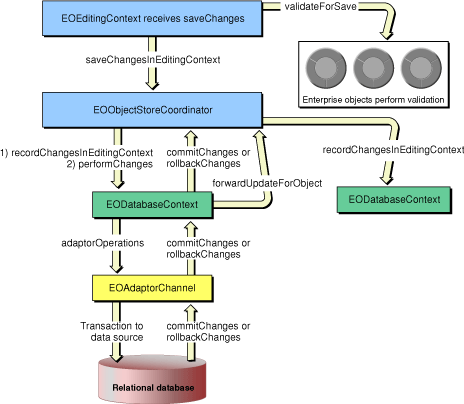 EOEditingContext receives saveChanges
validateForSave
saveChangesInEditingContext
Enterprise objects perform validation
EOObjectStoreCoordinator
1) recordChangesInEditingContext
2) performChanges
commitChanges or
rollbackChanges
recordChangesInEditingContext
forwardUpdateForObject
EODatabaseContext
EODatabaseContext
adaptorOperations
commitChanges or
rollbackChanges
EOAdaptorChannel
Transaction to
data source
commitChanges or
rollbackChanges
Relational database